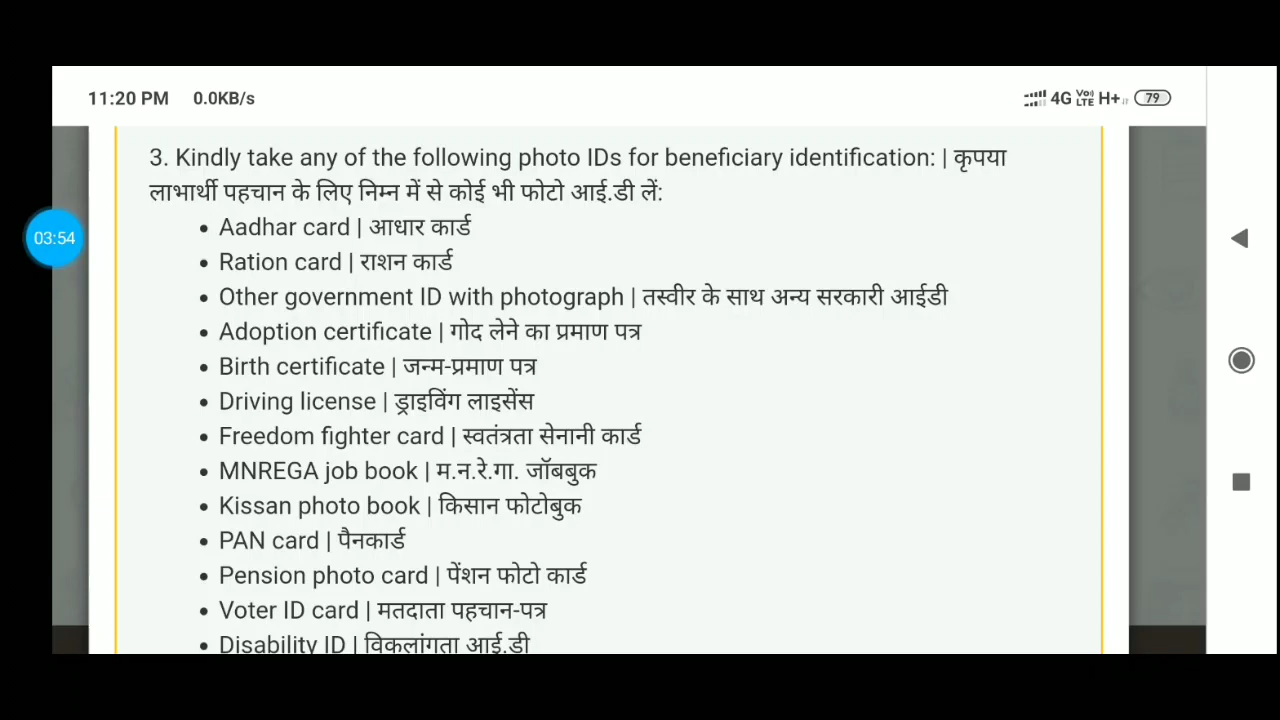 11:20 PM 0.0KB/s 4G VoLTE H+ 79
3. Kindly take any of the following photo IDs for beneficiary identification: | कृपया
लाभार्थी पहचान के लिए निम्न में से कोई भी फोटो आई.डी लें:
03:54
• Aadhar card | आधार कार्ड
• Ration card | राशन कार्ड
• Other government ID with photograph | तस्वीर के साथ अन्य सरकारी आईडी
• Adoption certificate | गोद लेने का प्रमाण पत्र
• Birth certificate | जन्म-प्रमाण पत्र
• Driving license | ड्राइविंग लाइसेंस
• Freedom fighter card | स्वतंत्रता सेनानी कार्ड
• MNREGA job book | म.न.रे.गा. जॉबबुक
• Kissan photo book | किसान फोटोबुक
• PAN card | पैनकार्ड
• Pension photo card | पेंशन फोटो कार्ड
• Voter ID card | मतदाता पहचान-पत्र
• Disability ID | विकलांगता आई.डी